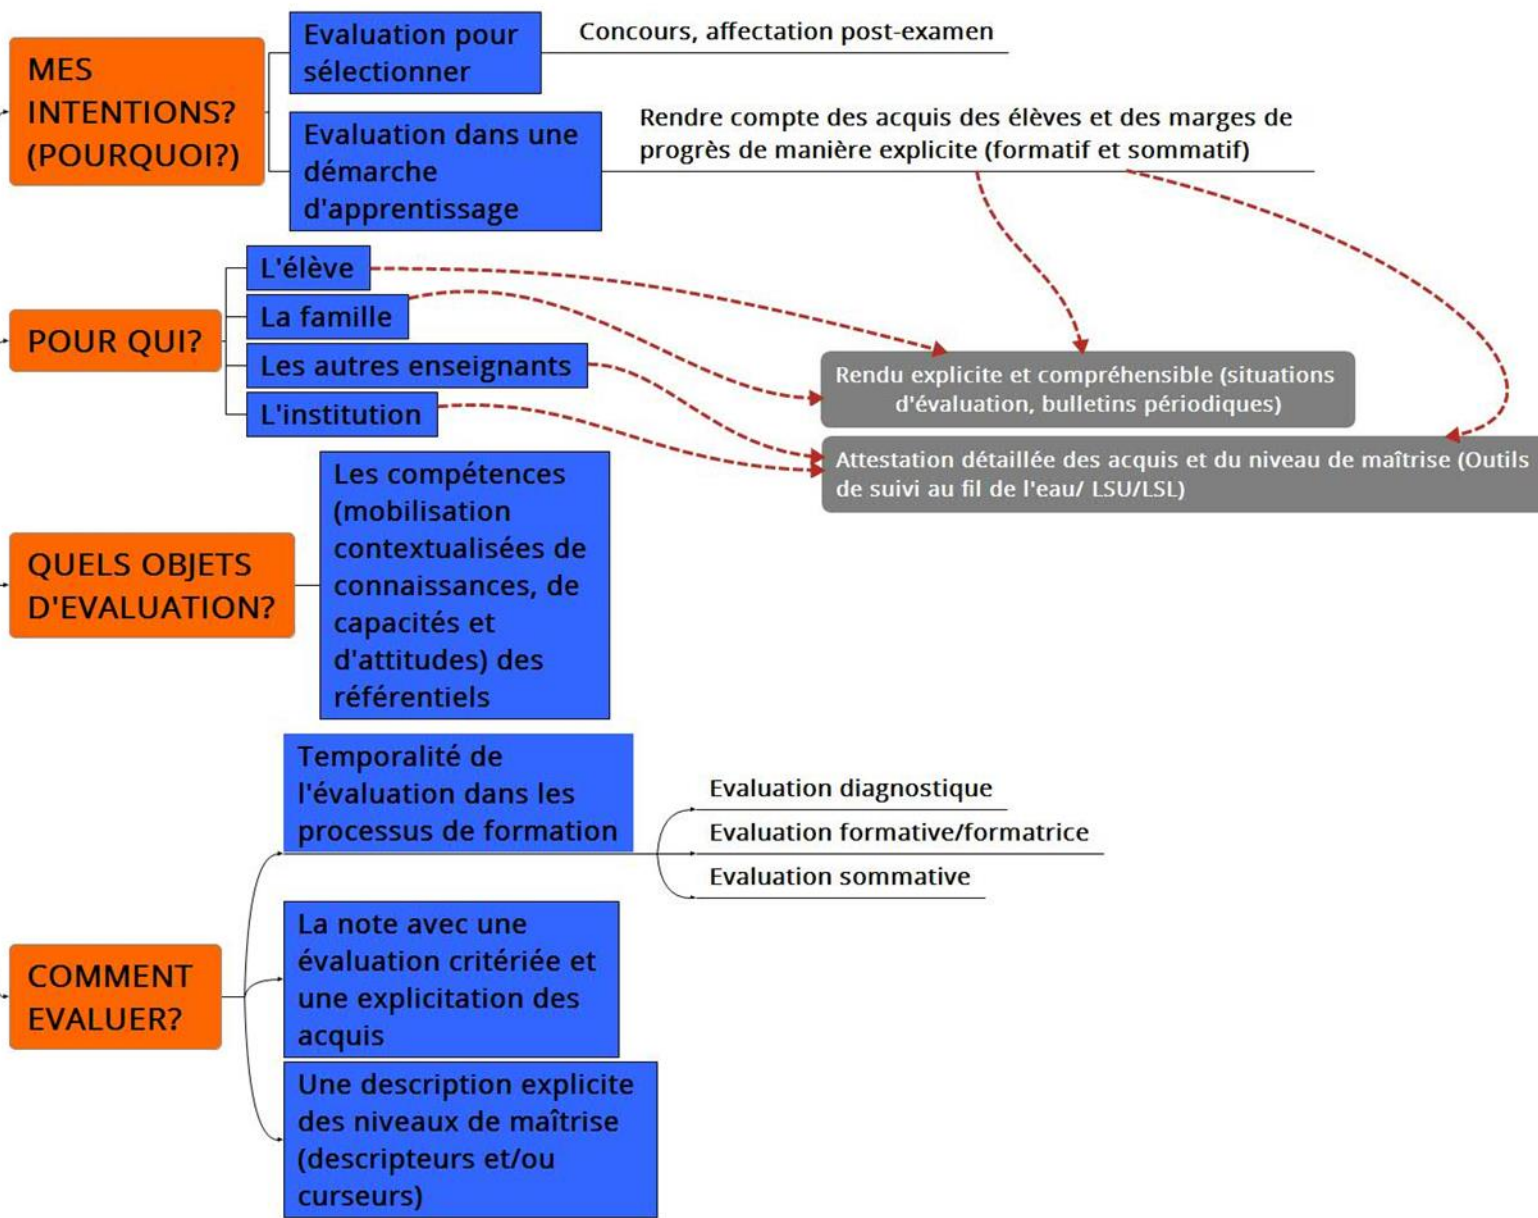 MES
INTENTIONS?
(POURQUOI?)
Evaluation pour
sélectionner
Concours, affectation post-examen
Evaluation dans une
démarche
d'apprentissage
Rendre compte des acquis des élèves et des marges de
progrès de manière explicite (formatif et sommatif)
POUR QUI?
L'élève
La famille
Les autres enseignants
L'institution
Rendu explicite et compréhensible (situations
d'évaluation, bulletins périodiques)
Attestation détaillée des acquis et du niveau de maîtrise (Outils
de suivi au fil de l'eau/ LSU/LSL)
QUELS OBJETS
D'EVALUATION?
Les compétences
(mobilisation
contextualisées de
connaissances, de
capacités et
d'attitudes) des
référentiels
COMMENT
EVALUER?
Temporalité de
l'évaluation dans les
processus de formation
Evaluation diagnostique
Evaluation formative/formatrice
Evaluation sommative
La note avec une
évaluation critériée et
une explicitation des
acquis
Une description explicite
des niveaux de maîtrise
(descripteurs et/ou
curseurs)